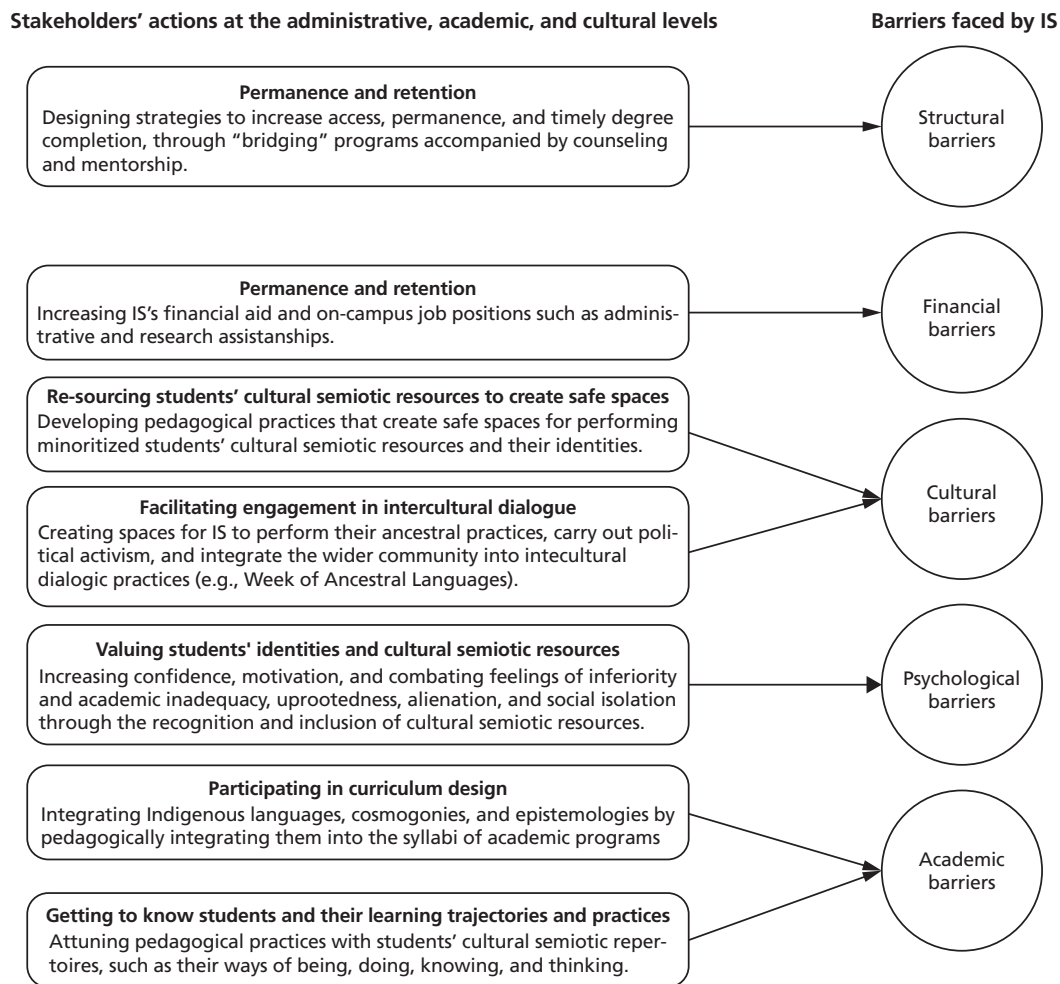 Stakeholders’ actions at the administrative, academic, and cultural levels
Barriers faced by IS
Permanence and retention
Designing strategies to increase access, permanence, and timely degree
completion, through “bridging” programs accompanied by counseling
and mentorship.
Structural
barriers
Permanence and retention
Increasing IS’s financial aid and on-campus job positions such as adminis-
trative and research assistanships.
Financial
barriers
Re-sourcing students’ cultural semiotic resources to create safe spaces
Developing pedagogical practices that create safe spaces for performing
minoritized students’ cultural semiotic resources and their identities.
Facilitating engagement in intercultural dialogue
Creating spaces for IS to perform their ancestral practices, carry out poli-
tical activism, and integrate the wider community into intecultural
dialogic practices (e.g., Week of Ancestral Languages).
Cultural
barriers
Valuing students' identities and cultural semiotic resources
Increasing confidence, motivation, and combating feelings of inferiority
and academic inadequacy, uprootedness, alienation, and social isolation
through the recognition and inclusion of cultural semiotic resources.
Psychological
barriers
Participating in curriculum design
Integrating Indigenous languages, cosmogonies, and epistemologies by
pedagogically integrating them into the syllabi of academic programs
Getting to know students and their learning trajectories and practices
Attuning pedagogical practices with students’ cultural semiotic reper-
toires, such as their ways of being, doing, knowing, and thinking.
Academic
barriers